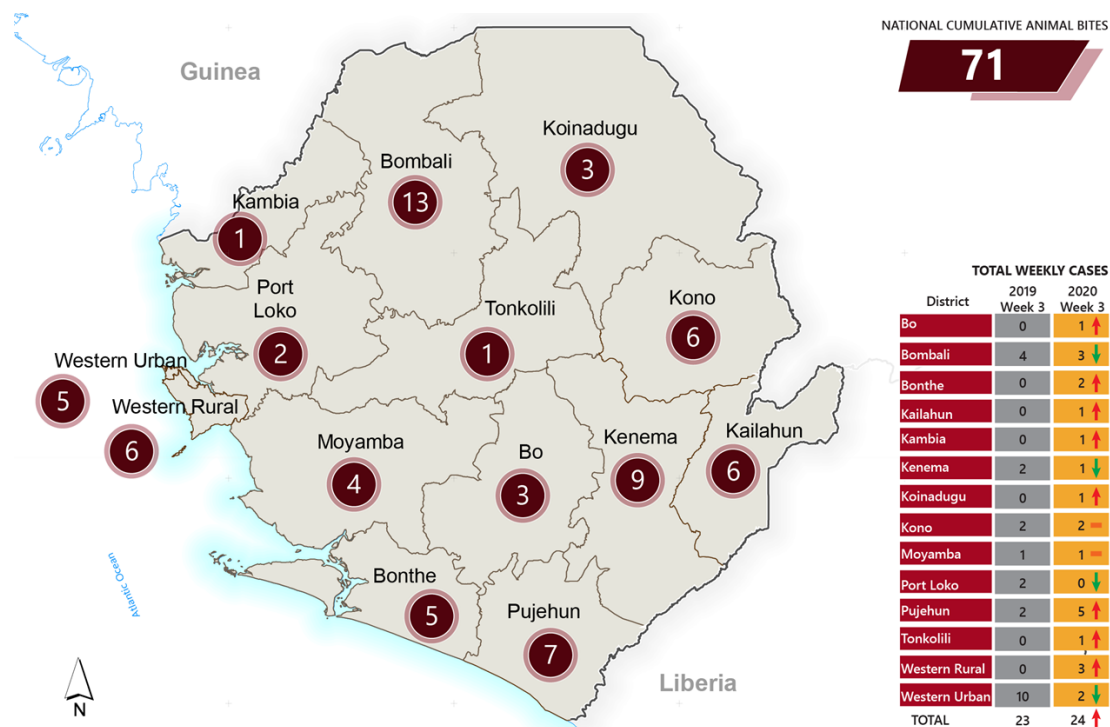 NATIONAL CUMULATIVE ANIMAL BITES
71
Guinea
Koinadugu
3
Bombali
13
Kambia
1
Port
Loko
2
Tonkolili
1
Kono
6
Western Urban
5
Western Rural
6
Moyamba
4
Bo
3
Kenema
9
Kailahun
6
Bonthe
5
Pujehun
7
Atlantic Ocean
Liberia
N
TOTAL WEEKLY CASES
District 2019 Week 3 2020 Week 3
Bo 0 1
Bombali 4 3
Bonthe 0 2
Kailahun 0 1
Kambia 0 1
Kenema 2 1
Koinadugu 0 1
Kono 2 2
Moyamba 1 1
Port Loko 2 0
Pujehun 2 5
Tonkolili 0 1
Western Rural 0 3
Western Urban 10 2
TOTAL 23 24